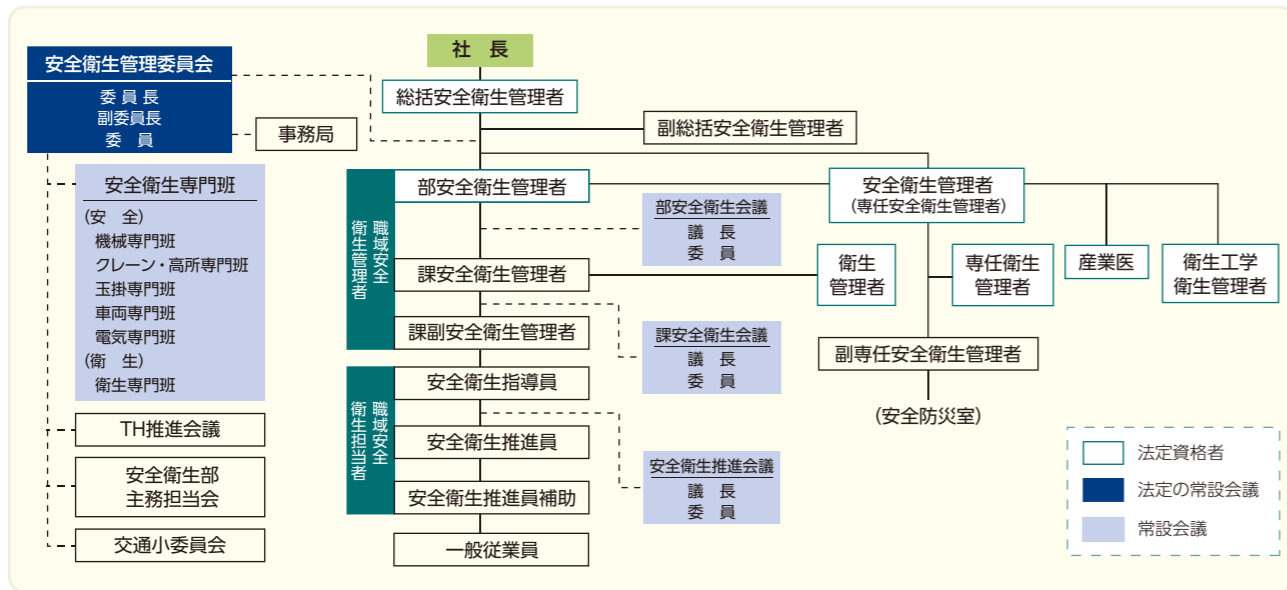 社　長
安全衛生管理委員会
委 員 長
副委員長
委　員
事務局
総括安全衛生管理者
副総括安全衛生管理者
安全衛生専門班
(安　全)
機械専門班
クレーン・高所専門班
玉掛専門班
車両専門班
電気専門班
(衛　生)
衛生専門班
TH推進会議
安全衛生部
主務担当会
交通小委員会
職域安全
衛生管理者
部安全衛生管理者
課安全衛生管理者
課副安全衛生管理者
職域安全
衛生担当者
安全衛生指導員
安全衛生推進員
安全衛生推進員補助
一般従業員
部安全衛生会議
議　長
委　員
課安全衛生会議
議　長
委　員
安全衛生推進会議
議　長
委　員
安全衛生管理者
(専任安全衛生管理者)
衛生
管理者
専任衛生
管理者
産業医
衛生工学
衛生管理者
副専任安全衛生管理者
(安全防災室)
法定資格者
法定の常設会議
常設会議